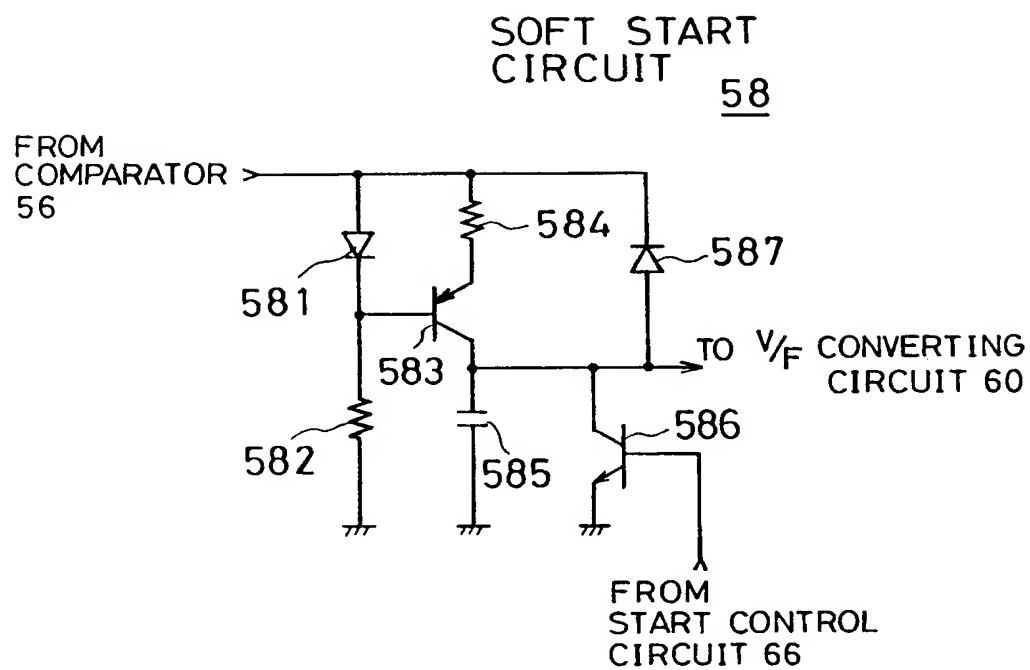 SOFT START
CIRCUIT
58
FROM
COMPARATOR
56
584
587
581
583
TO V/F CONVERTING
CIRCUIT 60
586
582
585
FROM
START CONTROL
CIRCUIT 66